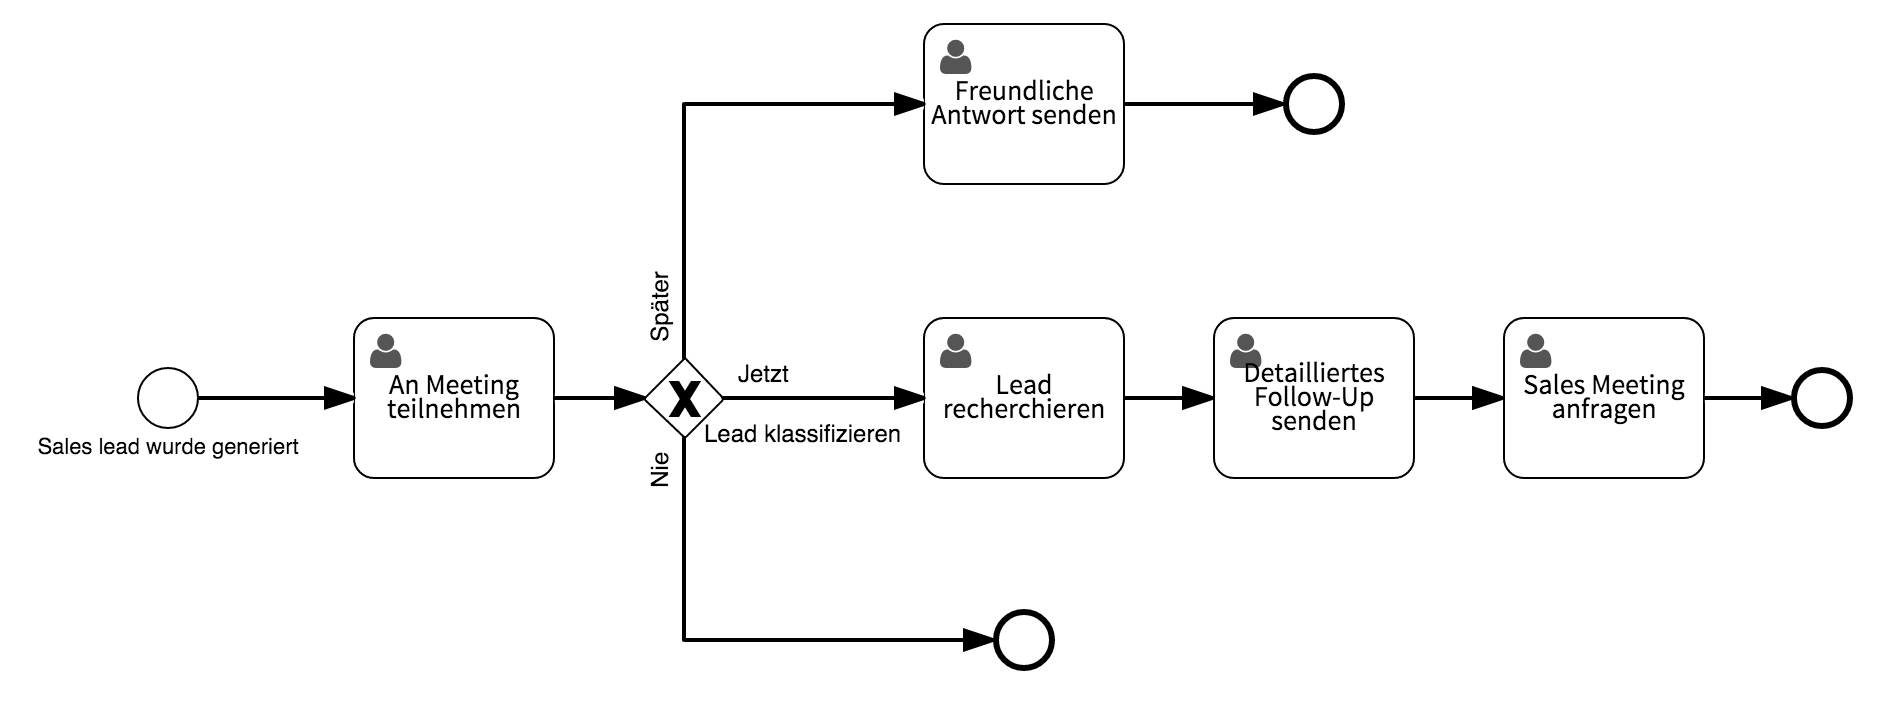 Freundliche
Antwort senden
Später
Sales lead wurde generiert
An Meeting
teilnehmen
Jetzt
Lead klassifizieren
Nie
Lead
recherchieren
Detailliertes
Follow-Up
senden
Sales Meeting
anfragen